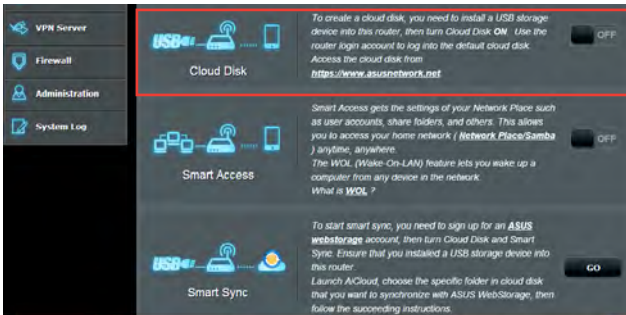 VPN Server
Firewall
Administration
System Log
USB
Cloud Disk
To create a cloud disk, you need to install a USB storage
device into this router, then turn Cloud Disk ON. Use the
router login account to log into the default cloud disk.
Access the cloud disk from
https://www.asusnetwork.net.
OFF
Smart Access
Smart Access gets the settings of your Network Place such
as user accounts, share folders, and others. This allows
you to access your home network ( Network Place/Samba
) anytime, anywhere.
The WOL (Wake-On-LAN) feature lets you wake up a
computer from any device in the network.
What is WOL ?
OFF
USB
Smart Sync
To start smart sync, you need to sign up for an ASUS
webstorage account, then turn Cloud Disk and Smart
Sync. Ensure that you installed a USB storage device into
this router.
Launch AiCloud, choose the specific folder in cloud disk
that you want to synchronize with ASUS WebStorage, then
follow the succeeding instructions.
GO